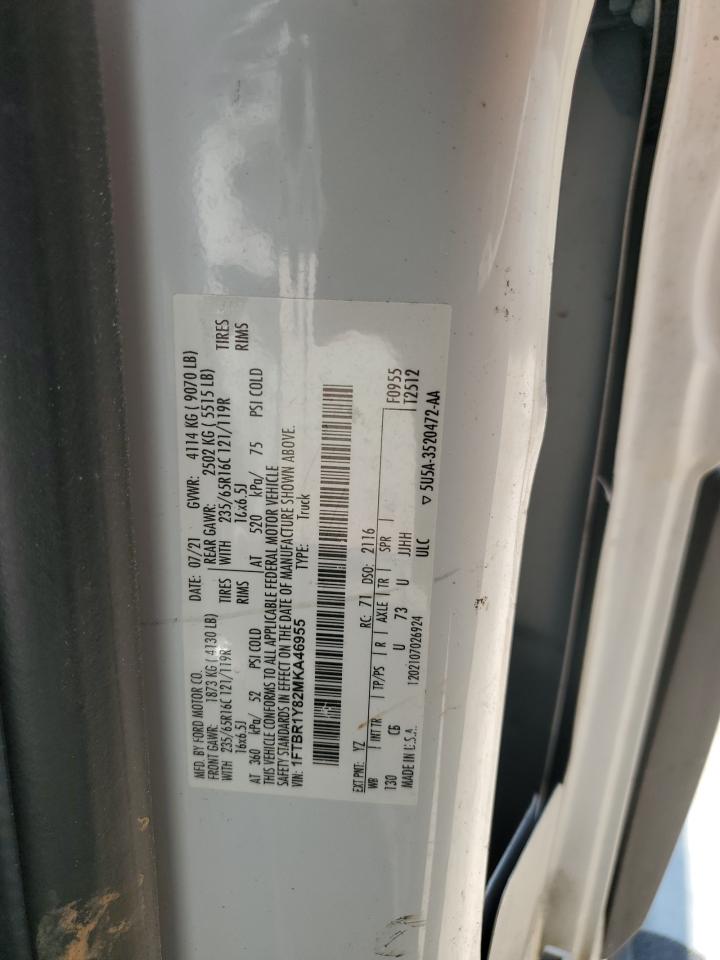 MFD. BY FORD MOTOR CO. DATE: 07/21 GVWR: 4114 KG ( 9070 LB)
FRONT GAWR: 1873 KG ( 4130 LB) REAR GAWR: 2502 KG ( 5515 LB)
WITH 235/65R16C 121/119R TIRES WITH 235/65R16C 121/119R TIRES
16x6.5J RIMS 16x6.5J RIMS
AT 360 kPa/ 52 PSI COLD AT 520 kPa/ 75 PSI COLD
THIS VEHICLE CONFORMS TO ALL APPLICABLE FEDERAL MOTOR VEHICLE
SAFETY STANDARDS IN EFFECT ON THE DATE OF MANUFACTURE SHOWN ABOVE.
VIN: 1FTBR1Y82MKA46955 TYPE: Truck
EXT PNT: YZ RC: 71 DSO: 2116 F0955
WB INT TR TP/PS R AXLE TR SPR T2512
130 CG U 73 U JJHH
MADE IN U.S.A. 1202107026924 ULC ▽ 5U5A-3520472-AA